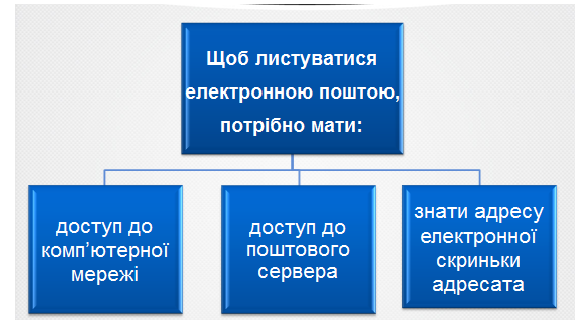 Щоб листуватися
електронною поштою,
потрібно мати:
доступ до
комп’ютерної
мережі
доступ до
поштового
сервера
знати адресу
електронної
скриньки
адресата